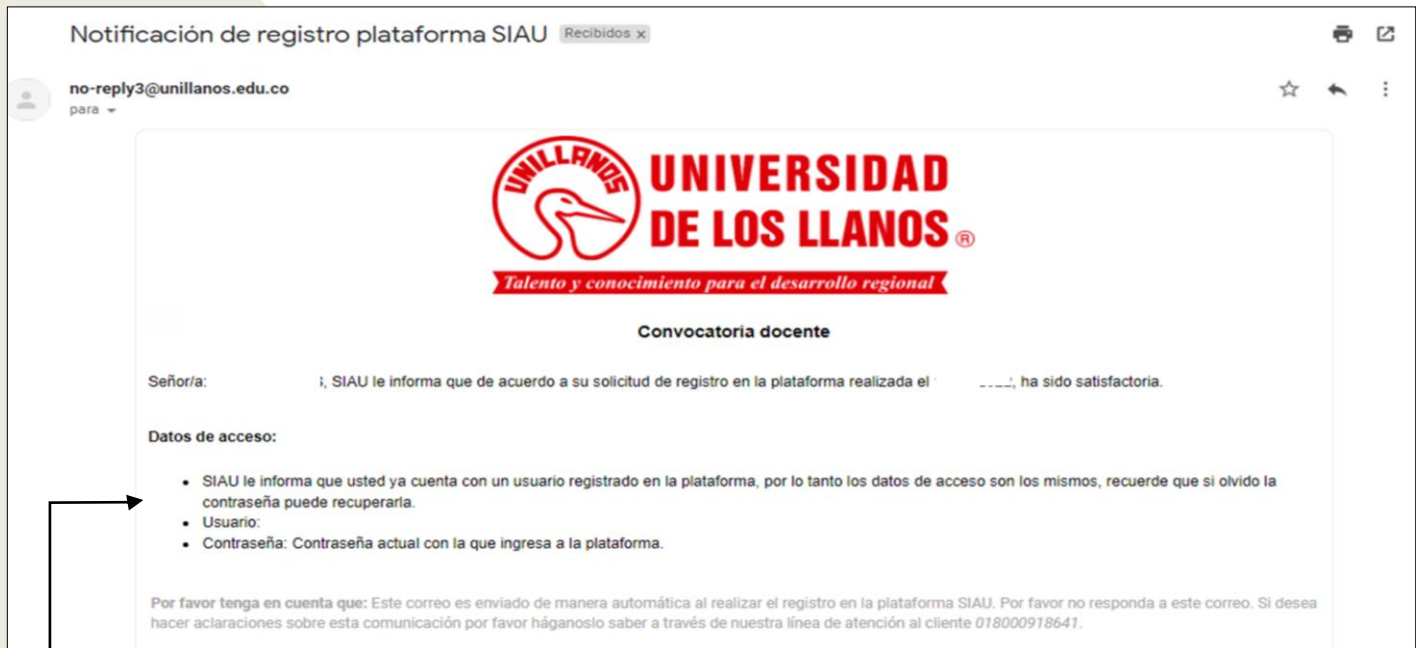 Notificación de registro plataforma SIAU Recibidos x
no-reply3@unillanos.edu.co
para
UNILLANOS
UNIVERSIDAD
DE LOS LLANOS ®
Talento y conocimiento para el desarrollo regional
Convocatoria docente
Señor/a: , SIAU le informa que de acuerdo a su solicitud de registro en la plataforma realizada el , ha sido satisfactoria.
Datos de acceso:
• SIAU le informa que usted ya cuenta con un usuario registrado en la plataforma, por lo tanto los datos de acceso son los mismos, recuerde que si olvido la
contraseña puede recuperarla.
• Usuario:
• Contraseña: Contraseña actual con la que ingresa a la plataforma.
Por favor tenga en cuenta que: Este correo es enviado de manera automática al realizar el registro en la plataforma SIAU. Por favor no responda a este correo. Si desea
hacer aclaraciones sobre esta comunicación por favor háganoslo saber a través de nuestra línea de atención al cliente 018000918641.